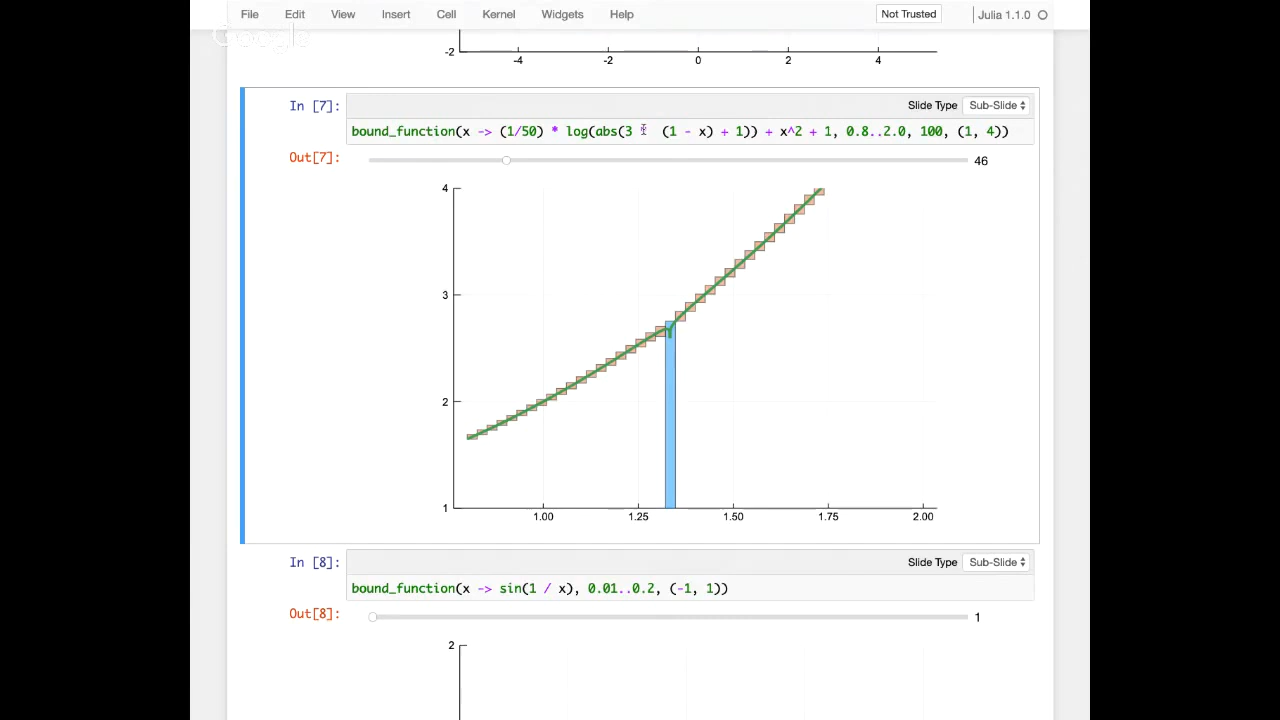 File Edit View Insert Cell Kernel Widgets Help Not Trusted Julia 1.1.0
Google
-2
-4 -2 0 2 4
In [7]:
Slide Type Sub-Slide
bound_function(x -> (1/50) * log(abs(3 (1 - x) + 1)) + x^2 + 1, 0.8..2.0, 100, (1, 4))
Out[7]:
46
4
3
2
1
1.00 1.25 1.50 1.75 2.00
In [8]:
Slide Type Sub-Slide
bound_function(x -> sin(1 / x), 0.01..0.2, (-1, 1))
Out[8]:
1
2